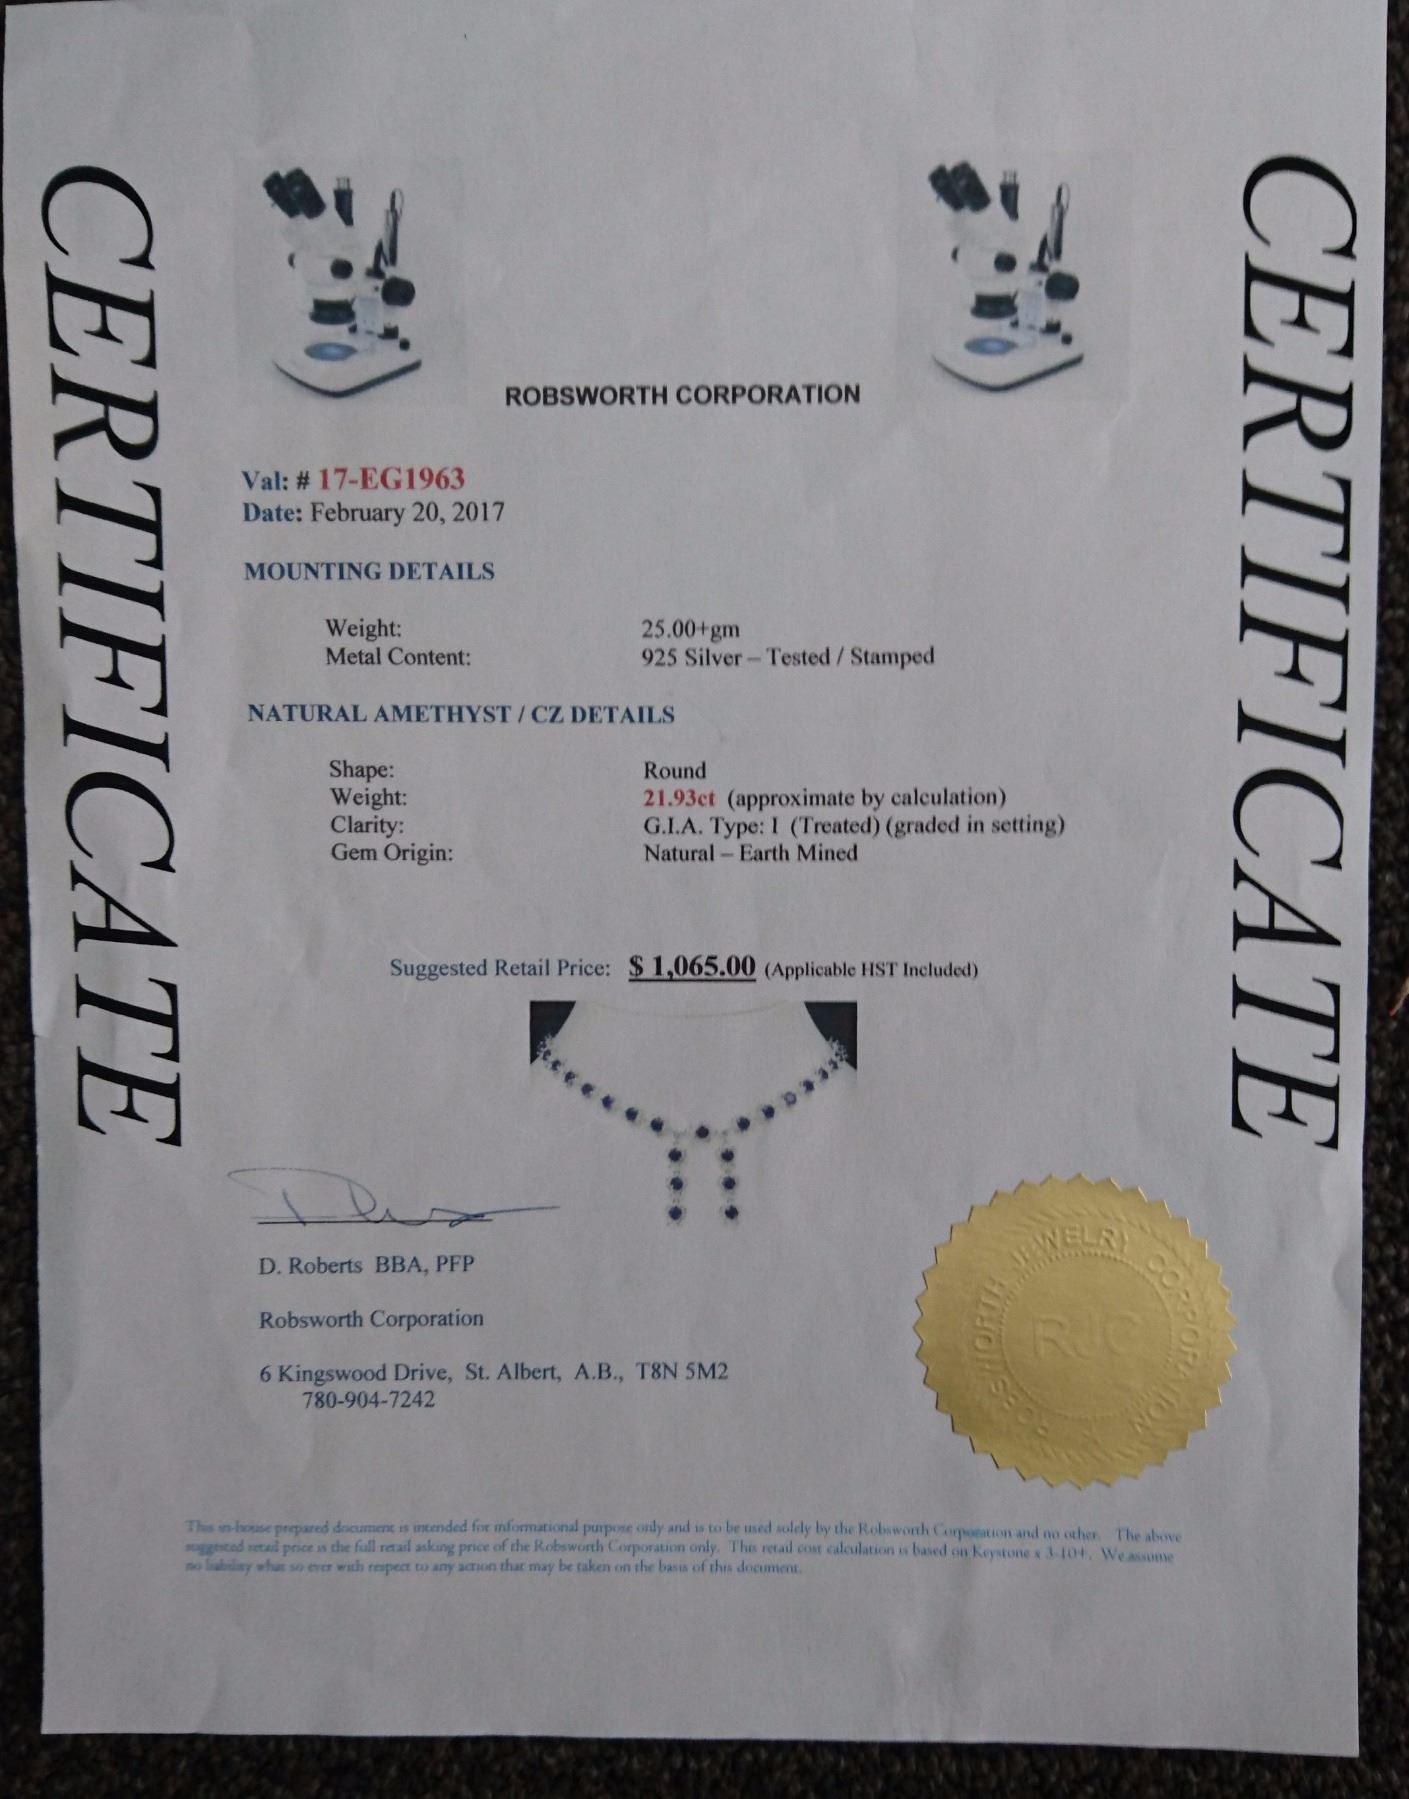 CERTIFICATE
CERTIFICATE
ROBSWORTH CORPORATION
Val: # 17-EG1963
Date: February 20, 2017
MOUNTING DETAILS
Weight: 25.00+gm
Metal Content: 925 Silver – Tested / Stamped
NATURAL AMETHYST / CZ DETAILS
Shape: Round
Weight: 21.93ct (approximate by calculation)
Clarity: G.I.A. Type: I (Treated) (graded in setting)
Gem Origin: Natural – Earth Mined
Suggested Retail Price: $ 1,065.00 (Applicable HST Included)
D. Roberts BBA, PFP
Robsworth Corporation
6 Kingswood Drive, St. Albert, A.B., T8N 5M2
780-904-7242
ROBSWORTH JEWELRY CORPORATION
RJC
This in-house prepared document is intended for informational purpose only and is to be used solely by the Robsworth Corporation and no other. The above
suggested retail price is the full retail asking price of the Robsworth Corporation only. This retail cost calculation is based on Keystone x 3-10+. We assume
no liability what so ever with respect to any action that may be taken on the basis of this document.